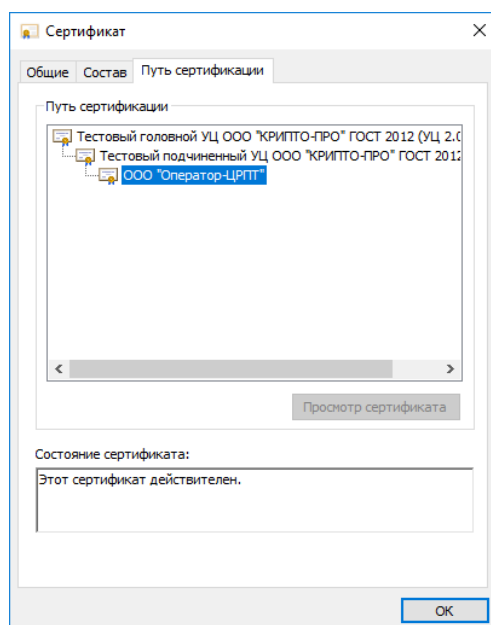 Сертификат
Общие Состав Путь сертификации
Путь сертификации
Тестовый головной УЦ ООО "КРИПТО-ПРО" ГОСТ 2012 (УЦ 2.0
Тестовый подчиненный УЦ ООО "КРИПТО-ПРО" ГОСТ 2012
ООО "Оператор-ЦРПТ"
Просмотр сертификата
Состояние сертификата:
Этот сертификат действителен.
ОК